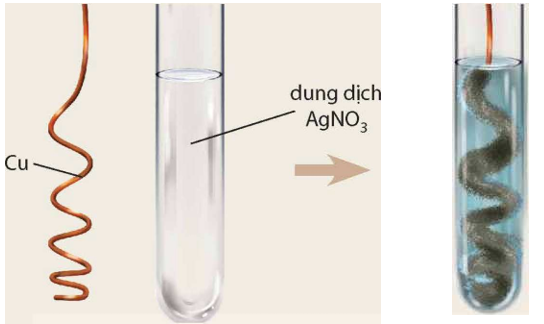 dung dịch
AgNO₃
Cu